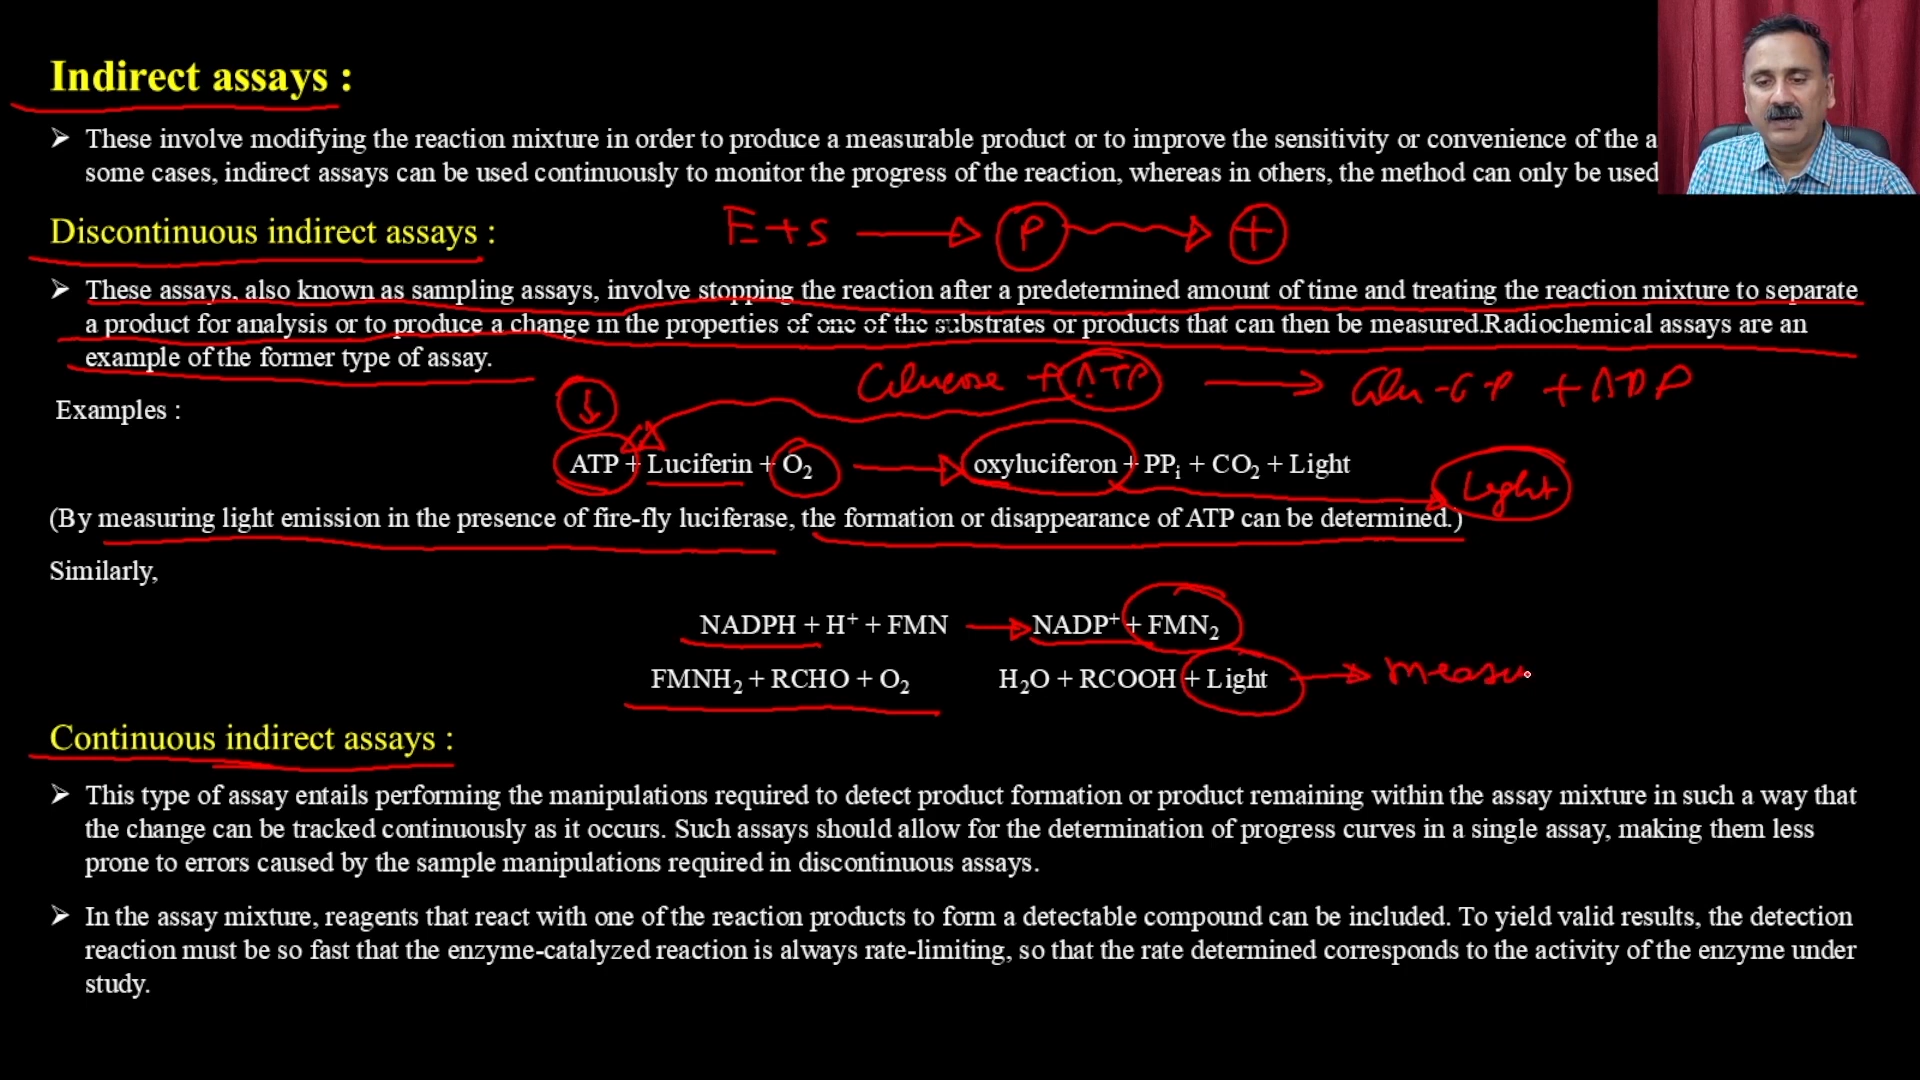 Indirect assays :
➢ These involve modifying the reaction mixture in order to produce a measurable product or to improve the sensitivity or convenience of the a
some cases, indirect assays can be used continuously to monitor the progress of the reaction, whereas in others, the method can only be used
Discontinuous indirect assays :
E + S → P → +
➢ These assays, also known as sampling assays, involve stopping the reaction after a predetermined amount of time and treating the reaction mixture to separate
a product for analysis or to produce a change in the properties of one of the substrates or products that can then be measured.Radiochemical assays are an
example of the former type of assay.
Glucose + ATP → Glu-6-P + ADP
Examples :
ATP + Luciferin + O₂ → oxyluciferon + PPᵢ + CO₂ + Light
Light
(By measuring light emission in the presence of fire-fly luciferase, the formation or disappearance of ATP can be determined.)
Similarly,
NADPH + H⁺ + FMN → NADP⁺ + FMN₂
FMNH₂ + RCHO + O₂ H₂O + RCOOH + Light → measu
Continuous indirect assays :
➢ This type of assay entails performing the manipulations required to detect product formation or product remaining within the assay mixture in such a way that
the change can be tracked continuously as it occurs. Such assays should allow for the determination of progress curves in a single assay, making them less
prone to errors caused by the sample manipulations required in discontinuous assays.
➢ In the assay mixture, reagents that react with one of the reaction products to form a detectable compound can be included. To yield valid results, the detection
reaction must be so fast that the enzyme-catalyzed reaction is always rate-limiting, so that the rate determined corresponds to the activity of the enzyme under
study.